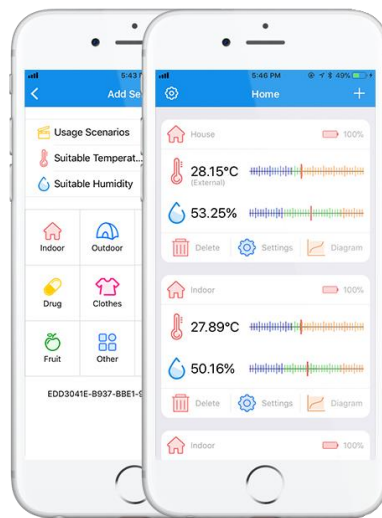 5:43
Add Se
Usage Scenarios
Suitable Temperat...
Suitable Humidity
Indoor
Outdoor
Drug
Clothes
Fruit
Other
EDD3041E-B937-BBE1-9
5:46 PM
49%
Home
House
100%
28.15°C
(External)
53.25%
Delete
Settings
Diagram
Indoor
100%
27.89°C
50.16%
Delete
Settings
Diagram
Indoor
100%